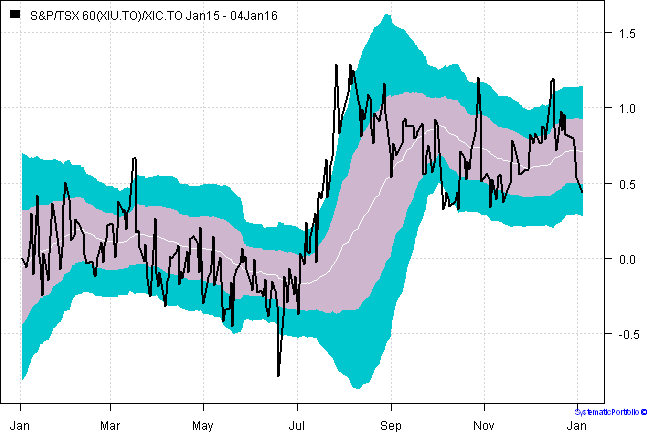 S&P/TSX 60(XIU.TO)/XIC.TO Jan15 - 04Jan16
1.5
1.0
0.5
0.0
-0.5
SystematicPortfolio ©
Jan Mar May Jul Sep Nov Jan